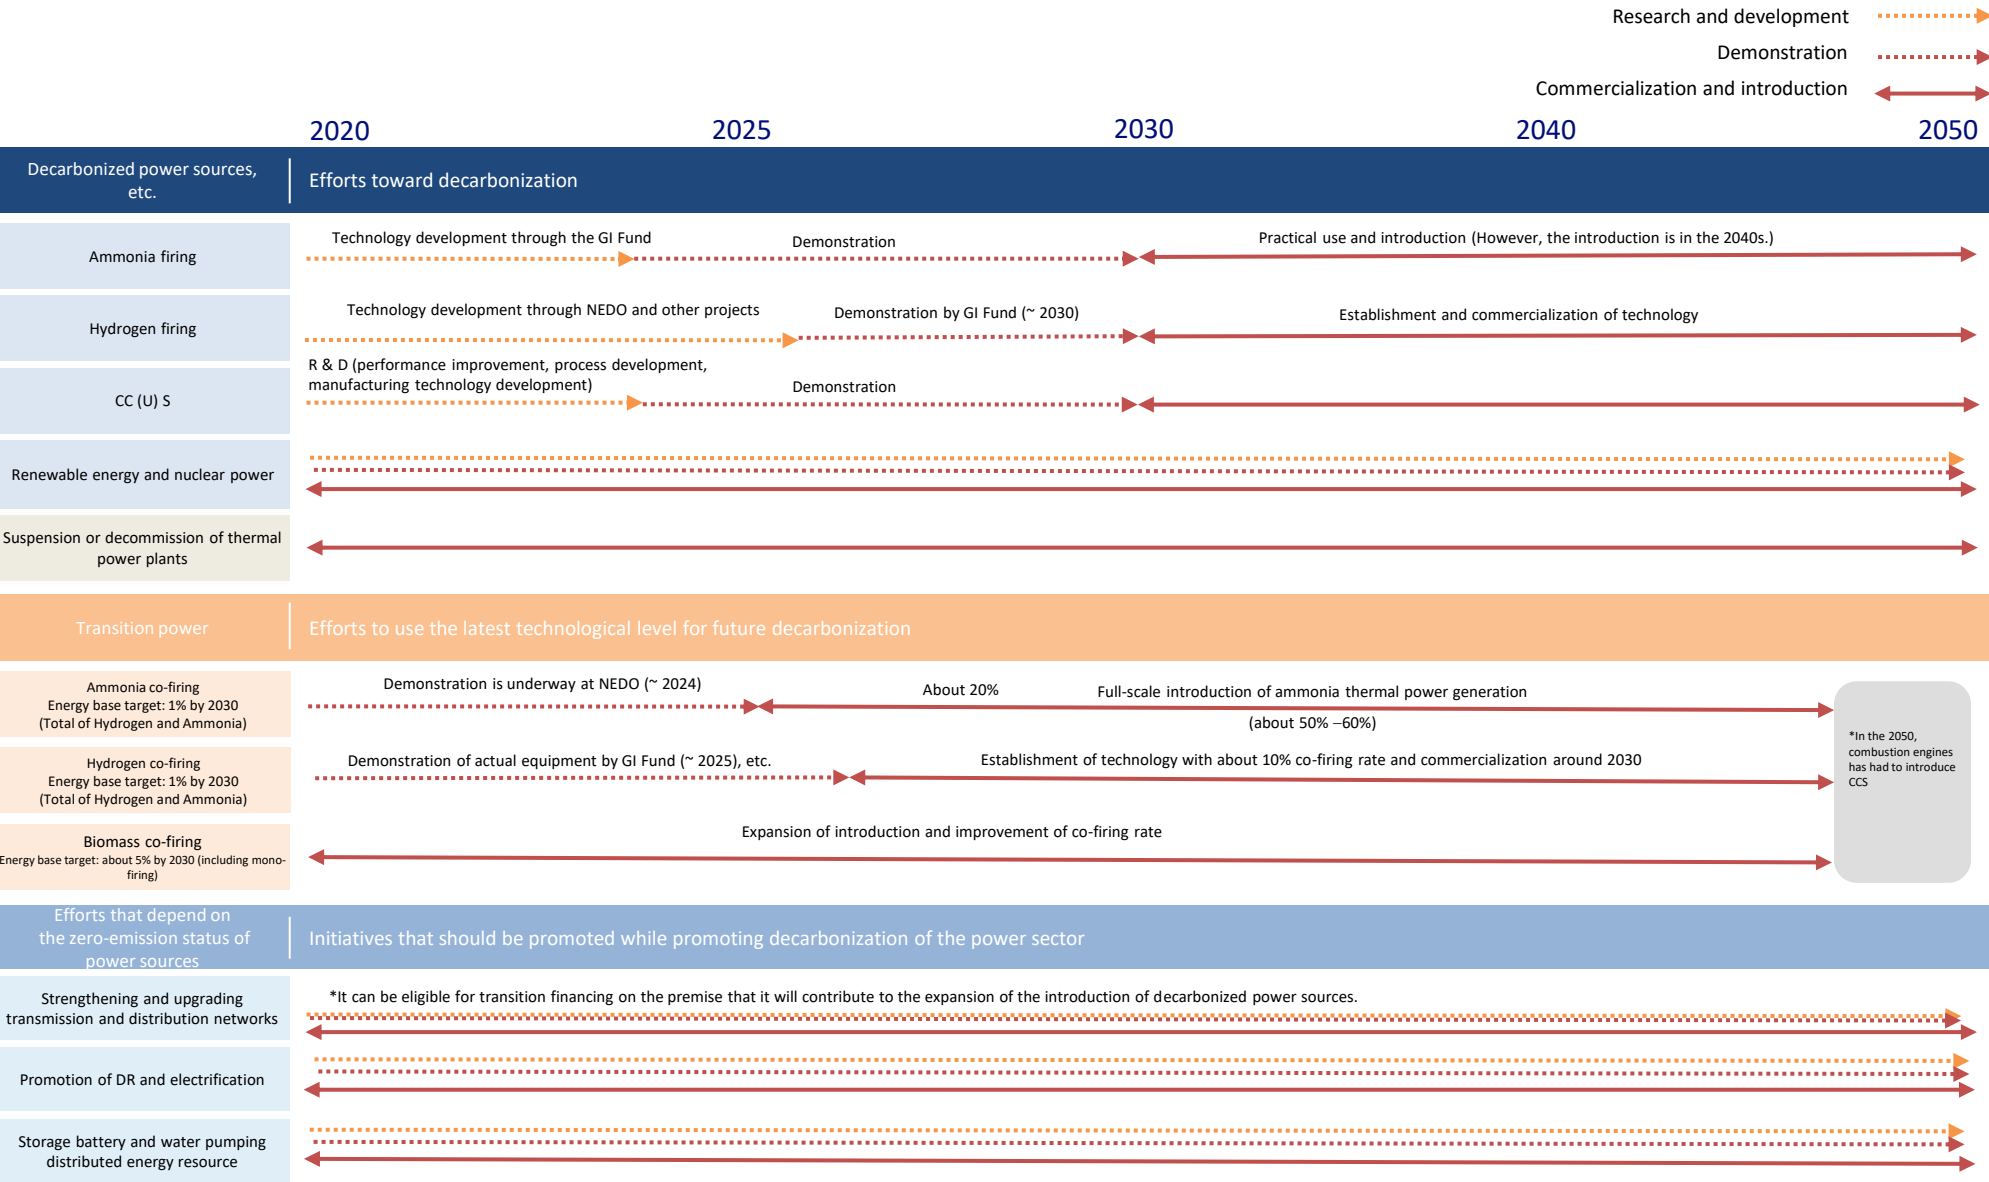 Research and development
Demonstration
Commercialization and introduction
2020 2025 2030 2040 2050
Decarbonized power sources,
etc.
Efforts toward decarbonization
Ammonia firing
Technology development through the GI Fund
Demonstration
Practical use and introduction (However, the introduction is in the 2040s.)
Hydrogen firing
Technology development through NEDO and other projects
Demonstration by GI Fund (~ 2030)
Establishment and commercialization of technology
CC (U) S
R & D (performance improvement, process development,
manufacturing technology development)
Demonstration
Renewable energy and nuclear power
Suspension or decommission of thermal
power plants
Transition power
Efforts to use the latest technological level for future decarbonization
Ammonia co-firing
Energy base target: 1% by 2030
(Total of Hydrogen and Ammonia)
Demonstration is underway at NEDO (~ 2024)
About 20%
Full-scale introduction of ammonia thermal power generation
(about 50% –60%)
Hydrogen co-firing
Energy base target: 1% by 2030
(Total of Hydrogen and Ammonia)
Demonstration of actual equipment by GI Fund (~ 2025), etc.
Establishment of technology with about 10% co-firing rate and commercialization around 2030
*In the 2050,
combustion engines
has had to introduce
CCS
Biomass co-firing
Energy base target: about 5% by 2030 (including mono-
firing)
Expansion of introduction and improvement of co-firing rate
Efforts that depend on
the zero-emission status of
power sources
Initiatives that should be promoted while promoting decarbonization of the power sector
Strengthening and upgrading
transmission and distribution networks
*It can be eligible for transition financing on the premise that it will contribute to the expansion of the introduction of decarbonized power sources.
Promotion of DR and electrification
Storage battery and water pumping
distributed energy resource